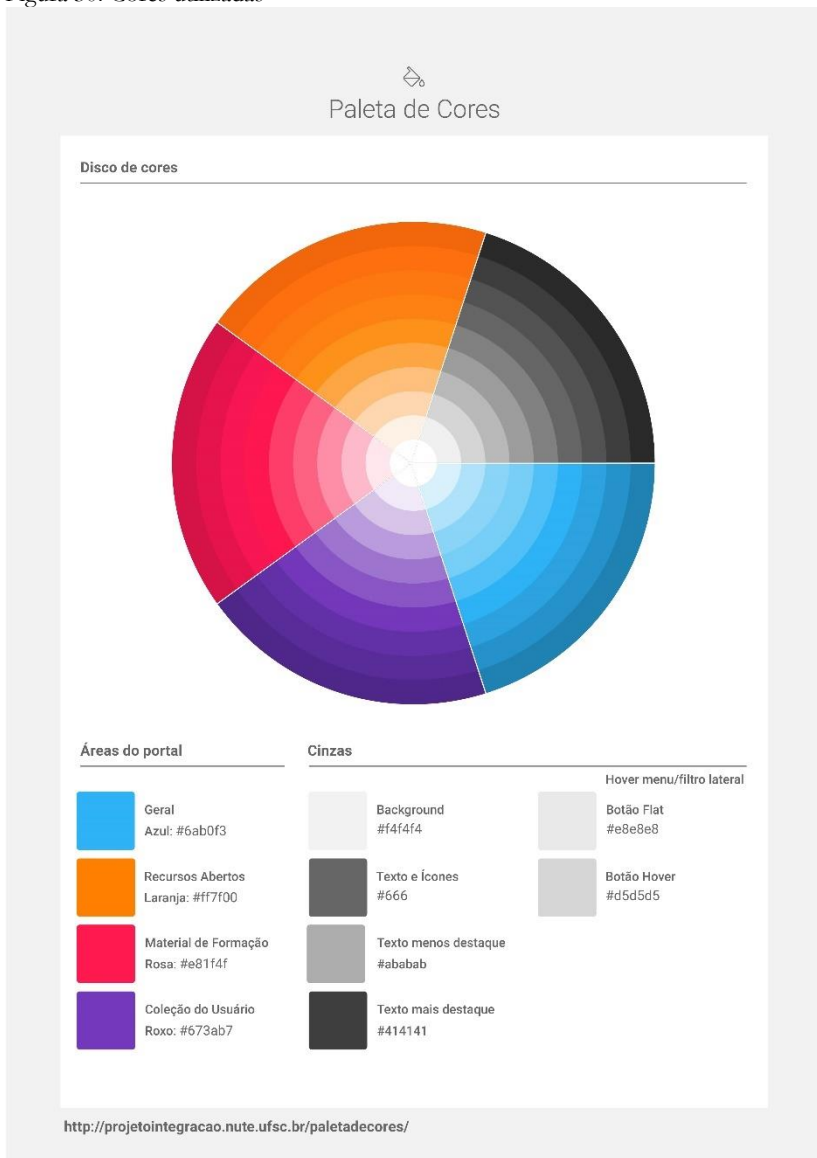 Paleta de Cores
Disco de cores
Áreas do portal
Geral
Azul: #6ab0f3
Recursos Abertos
Laranja: #ff7f00
Material de Formação
Rosa: #e81f4f
Coleção do Usuário
Roxo: #673ab7
Cinzas
Background
#f4f4f4
Texto e Ícones
#666
Texto menos destaque
#ababab
Texto mais destaque
#414141
Hover menu/filtro lateral
Botão Flat
#e8e8e8
Botão Hover
#d5d5d5
http://projetointegracao.nute.ufsc.br/paletadecores/